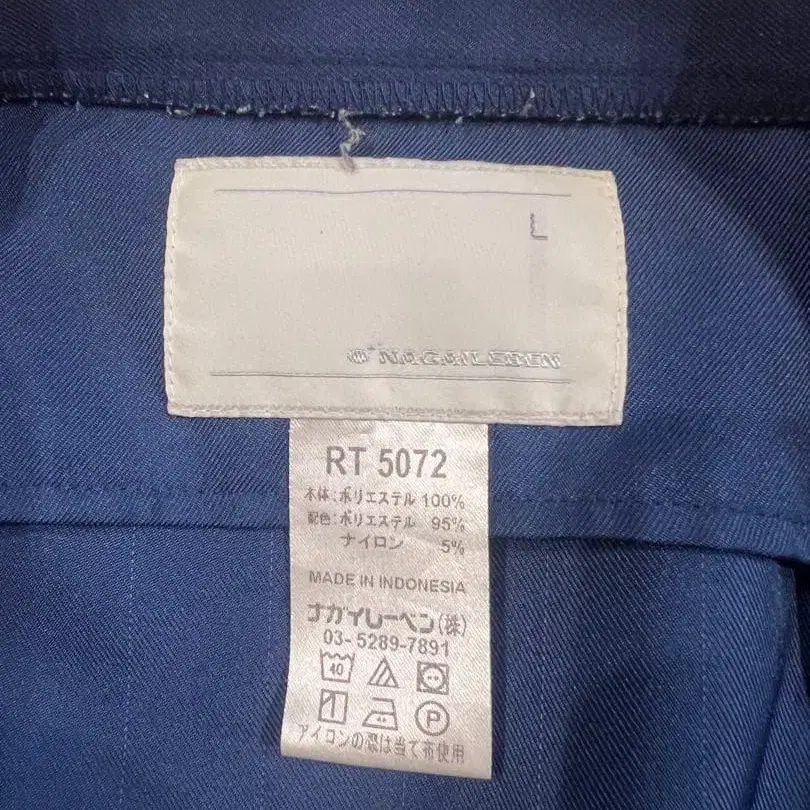 L
NAGAILEBEN
RT 5072
本体:ポリエステル 100%
配色:ポリエステル 95%
ナイロン 5%
MADE IN INDONESIA
ナガイレーベン(株)
03-5289-7891
40
P
アイロンの際は当て布使用